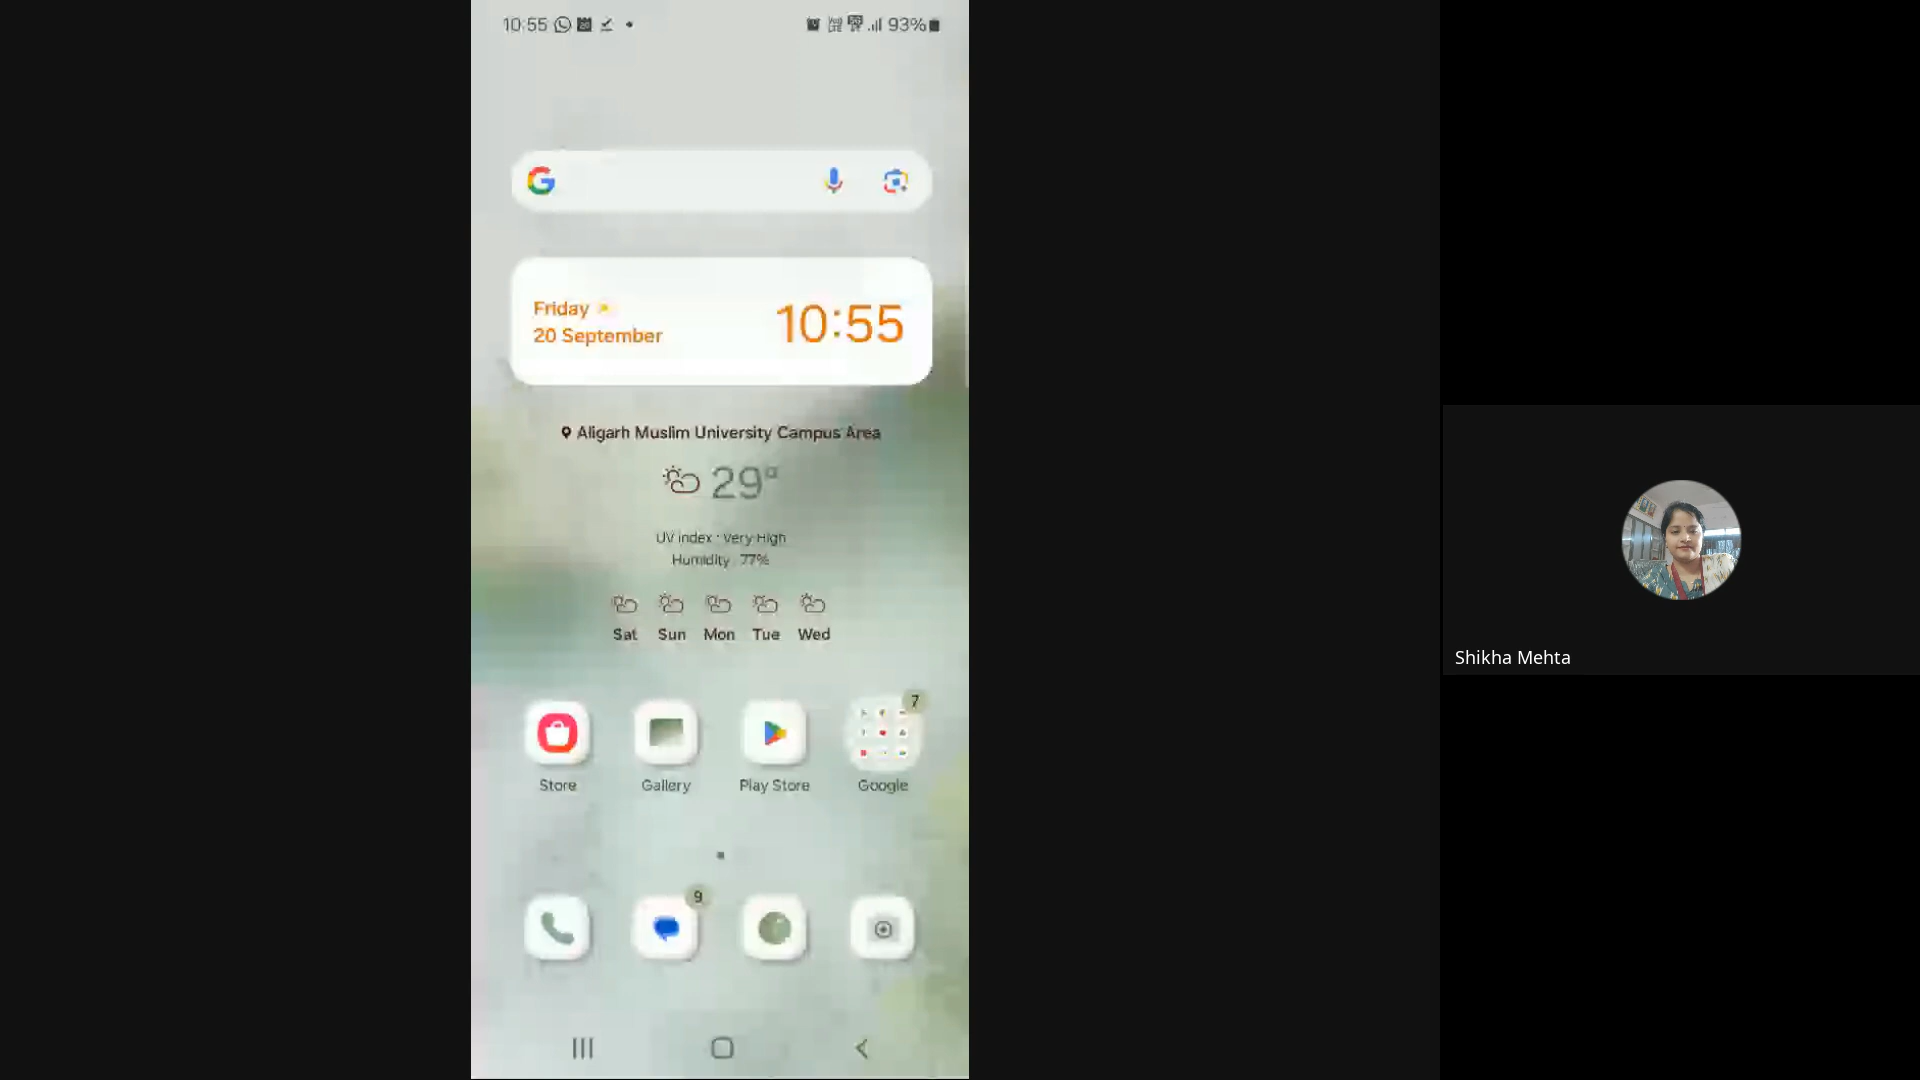 10:55
93%
Friday
20 September
10:55
Aligarh Muslim University Campus Area
29°
UV index : Very High
Humidity : 77%
Sat Sun Mon Tue Wed
7
Store Gallery Play Store Google
9
Shikha Mehta